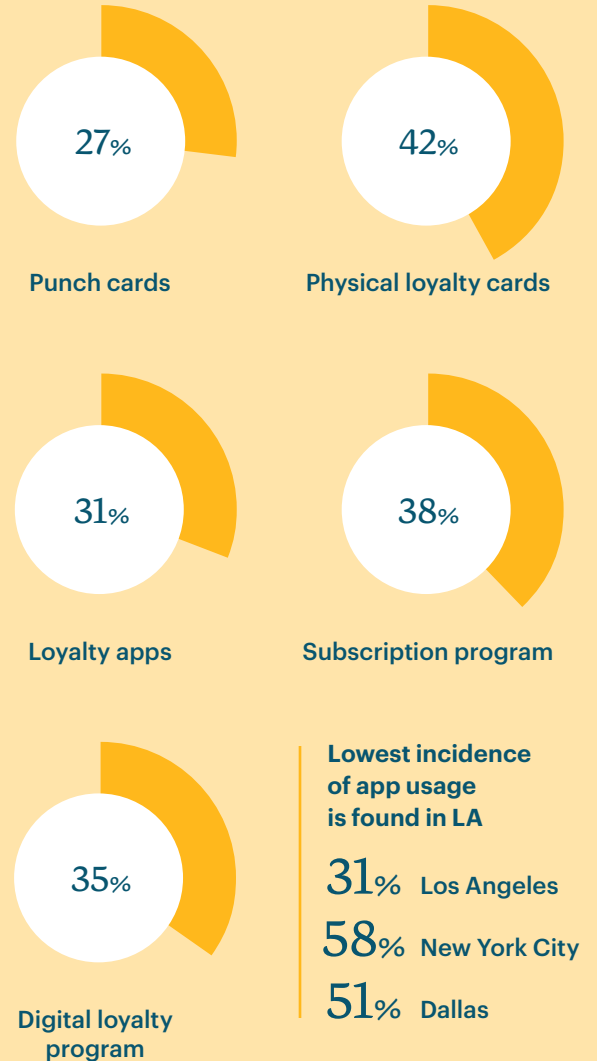 27%
Punch cards
42%
Physical loyalty cards
31%
Loyalty apps
38%
Subscription program
35%
Digital loyalty
program
Lowest incidence
of app usage
is found in LA
31% Los Angeles
58% New York City
51% Dallas